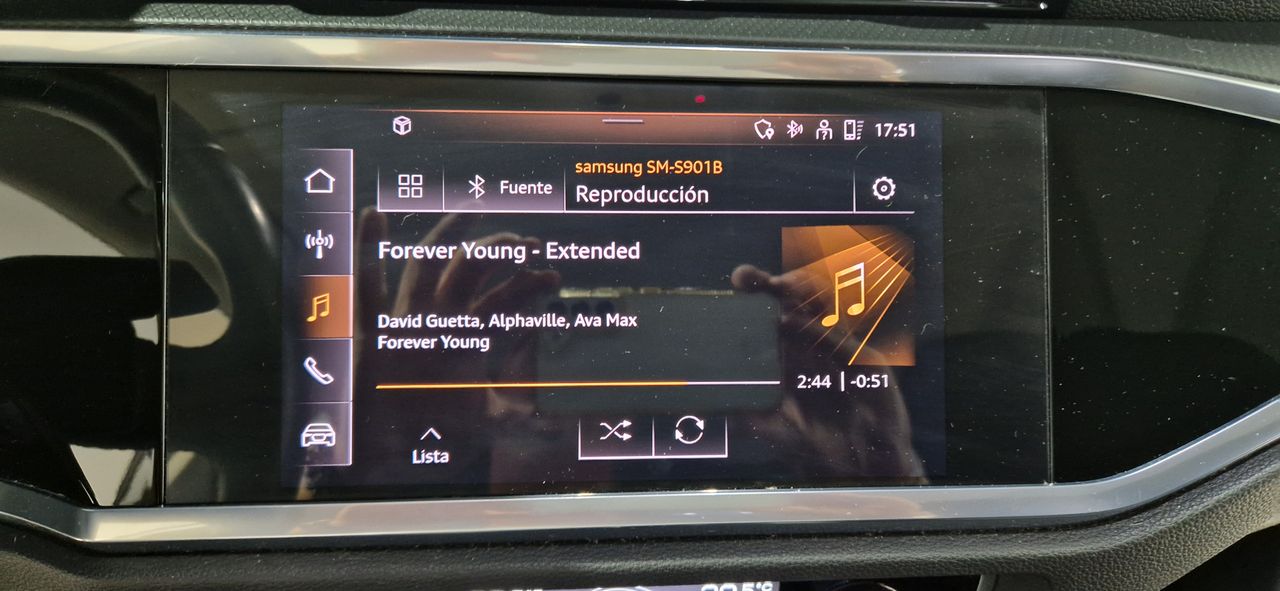 17:51
samsung SM-S901B
Fuente
Reproducción
Forever Young - Extended
David Guetta, Alphaville, Ava Max
Forever Young
2:44 | -0:51
Lista